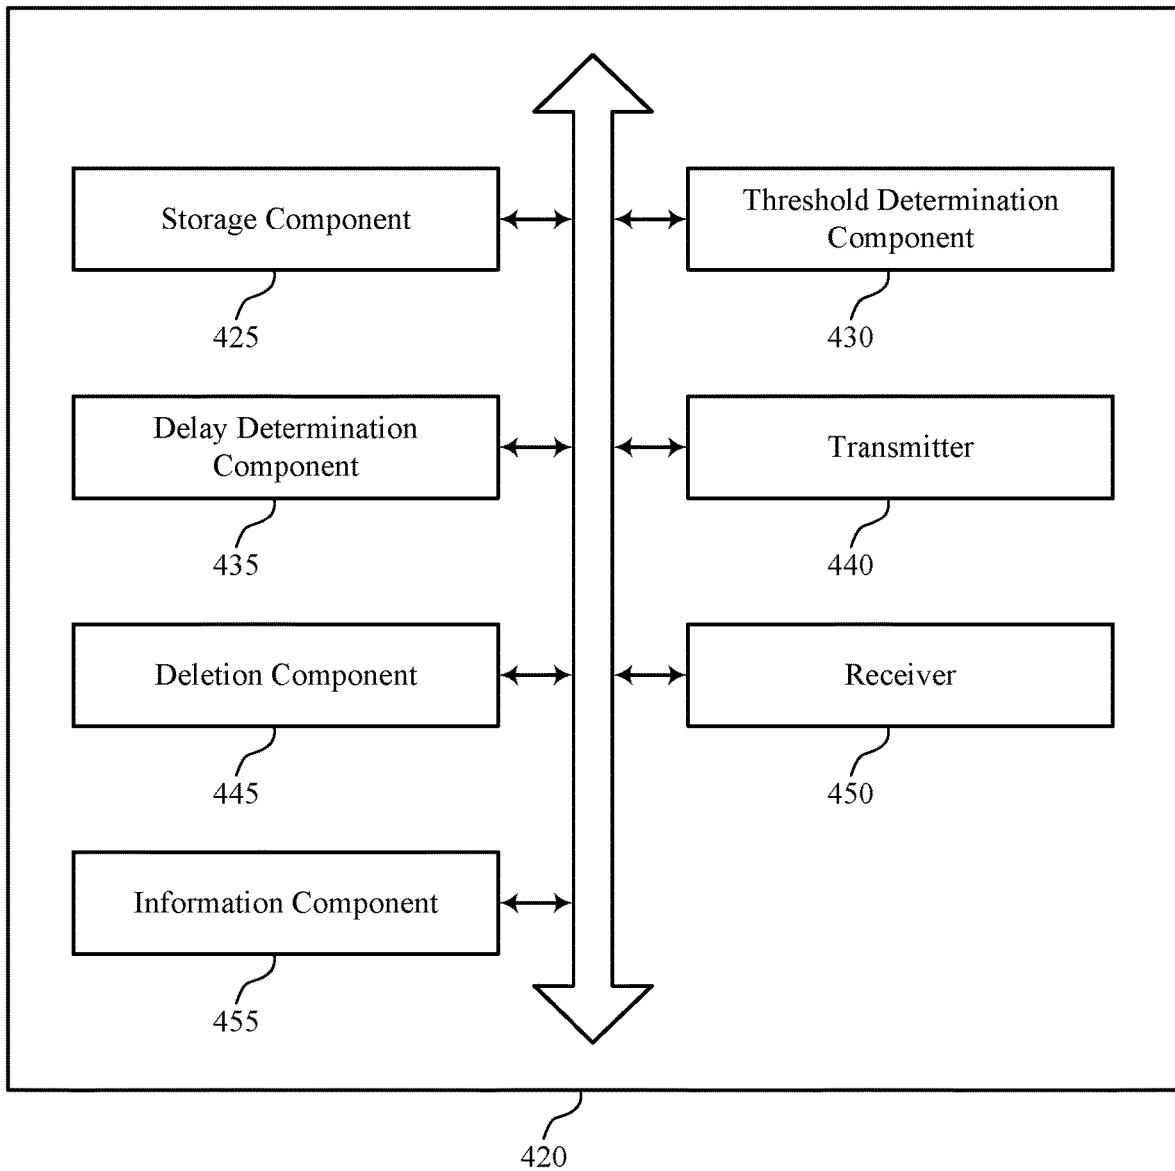 Storage Component
425
Threshold Determination
Component
430
Delay Determination
Component
435
Transmitter
440
Deletion Component
445
Receiver
450
Information Component
455
420